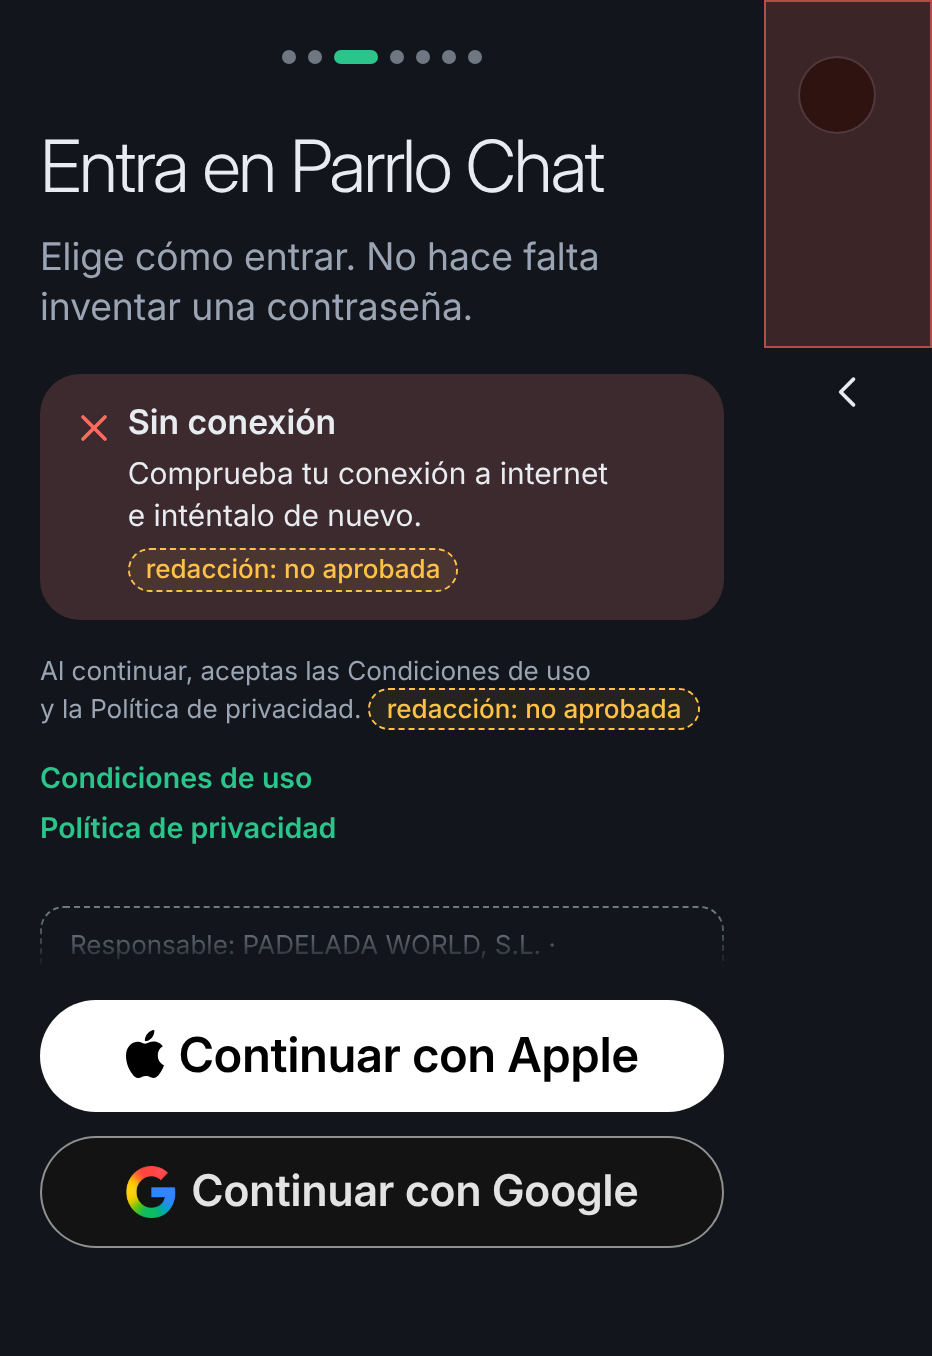 Entra en Parrlo Chat
Elige cómo entrar. No hace falta
inventar una contraseña.
Sin conexión
Comprueba tu conexión a internet
e inténtalo de nuevo.
redacción: no aprobada
Al continuar, aceptas las Condiciones de uso
y la Política de privacidad. redacción: no aprobada
Condiciones de uso
Política de privacidad
Responsable: PADELADA WORLD, S.L. ·
Continuar con Apple
Continuar con Google